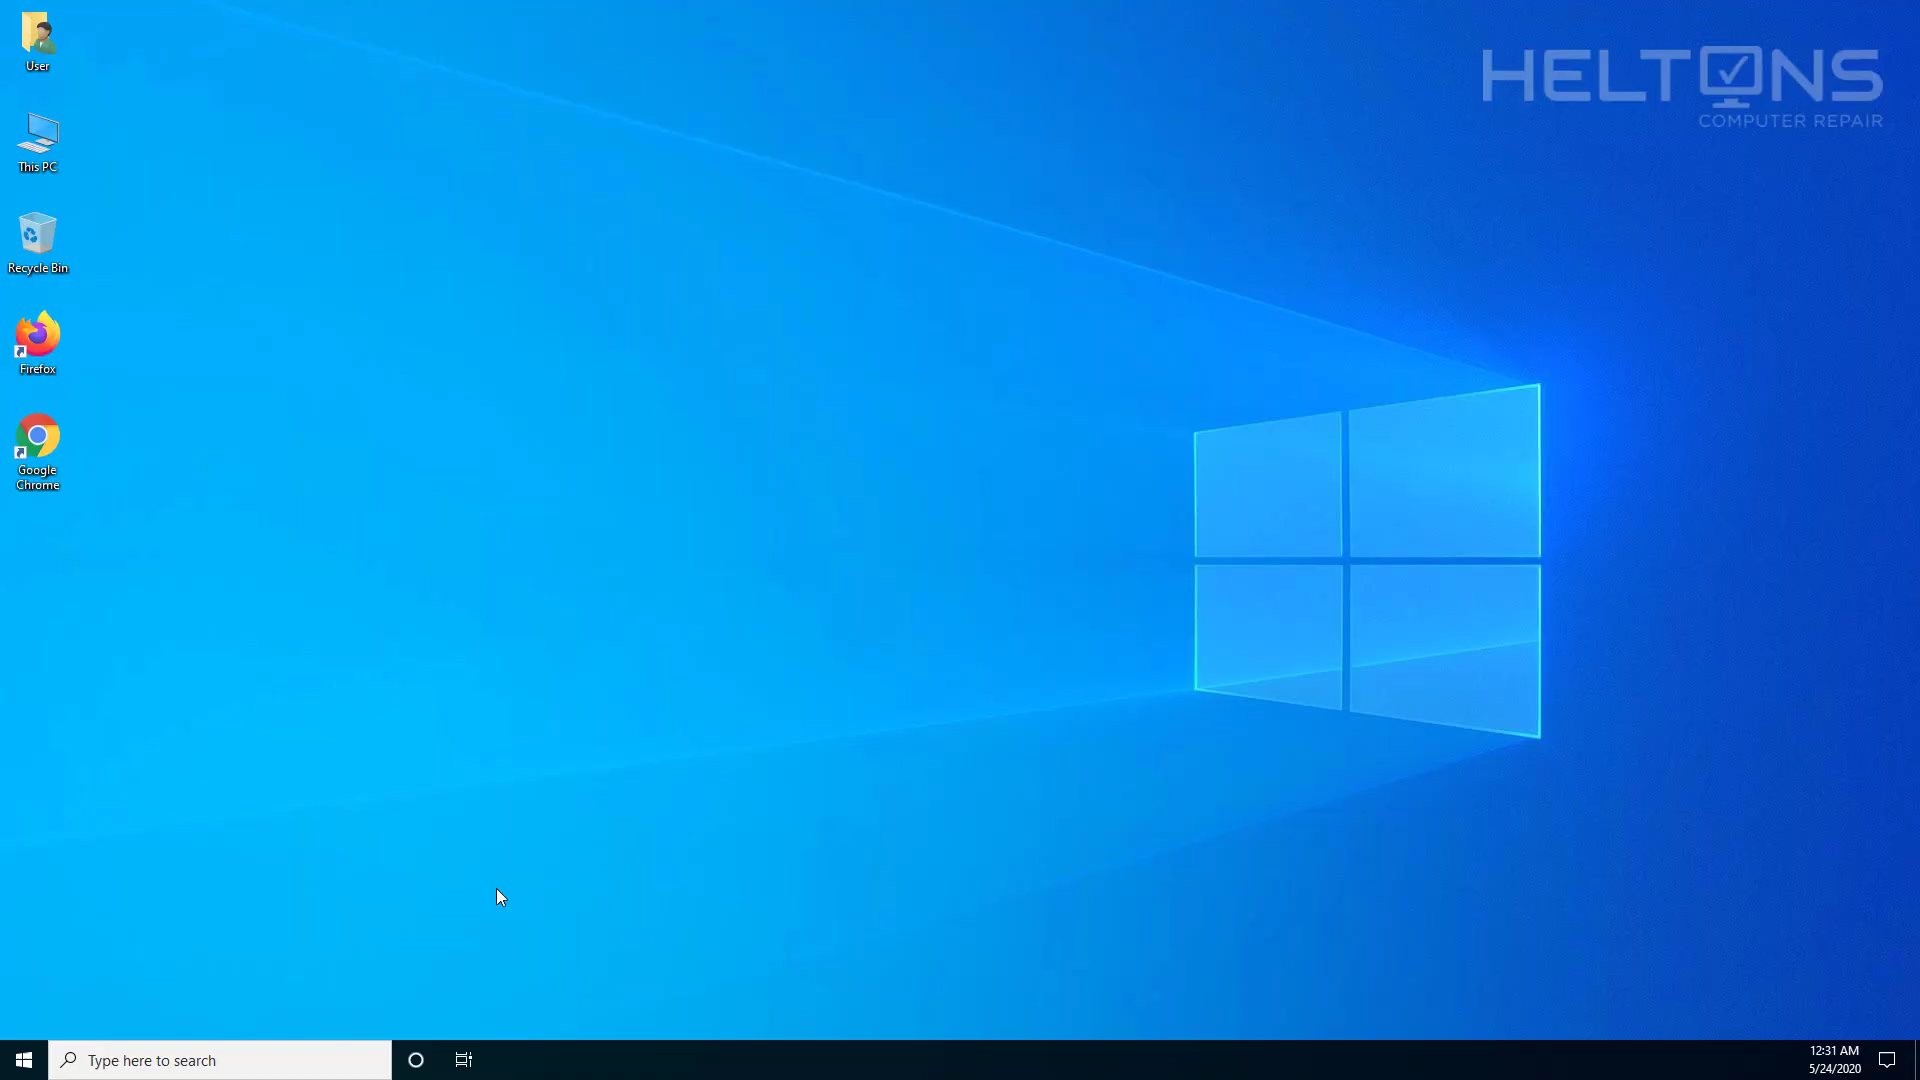 User
This PC
Recycle Bin
Firefox
Google
Chrome
HELTONS
COMPUTER REPAIR
Type here to search
12:31 AM
5/24/2020